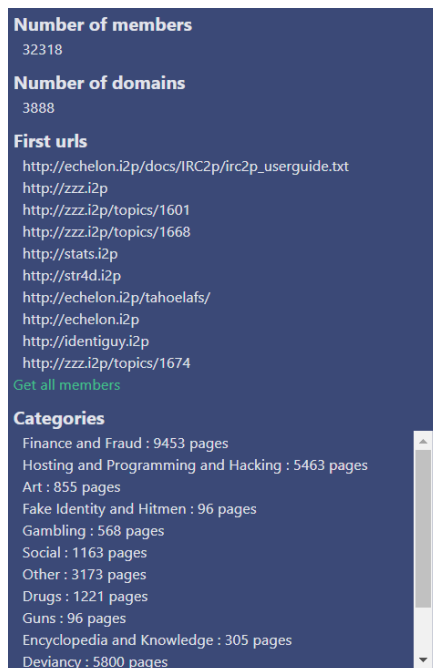 Number of members
32318
Number of domains
3888
First urls
http://echelon.i2p/docs/IRC2p/irc2p_userguide.txt
http://zzz.i2p
http://zzz.i2p/topics/1601
http://zzz.i2p/topics/1668
http://stats.i2p
http://str4d.i2p
http://echelon.i2p/tahoelafs/
http://echelon.i2p
http://identiguy.i2p
http://zzz.i2p/topics/1674
Get all members
Categories
Finance and Fraud : 9453 pages
Hosting and Programming and Hacking : 5463 pages
Art : 855 pages
Fake Identity and Hitmen : 96 pages
Gambling : 568 pages
Social : 1163 pages
Other : 3173 pages
Drugs : 1221 pages
Guns : 96 pages
Encyclopedia and Knowledge : 305 pages
Deviancy : 5800 pages